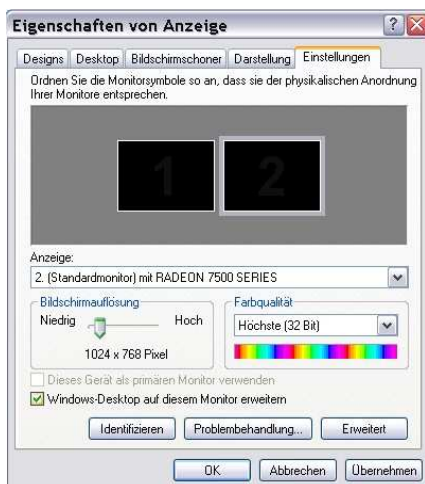 Eigenschaften von Anzeige
Designs Desktop Bildschirmschoner Darstellung Einstellungen
Ordnen Sie die Monitorsymbole so an, dass sie der physikalischen Anordnung
Ihrer Monitore entsprechen.
1 2
Anzeige:
2. (Standardmonitor) mit RADEON 7500 SERIES
Bildschirmauflösung
Niedrig Hoch
1024 x 768 Pixel
Farbqualität
Höchste (32 Bit)
Dieses Gerät als primären Monitor verwenden
Windows-Desktop auf diesem Monitor erweitern
Identifizieren Problembehandlung... Erweitert
OK Abbrechen Übernehmen